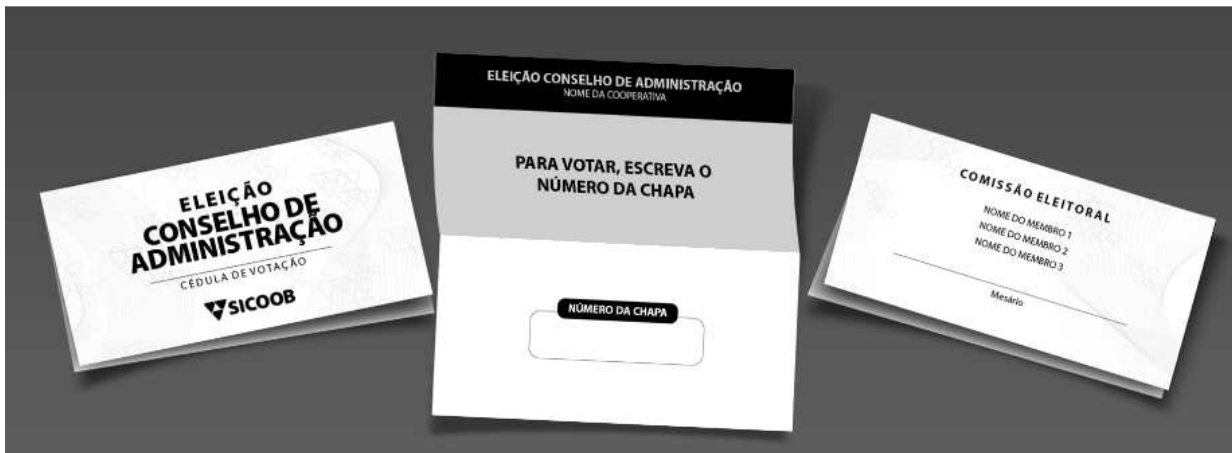 ELEIÇÃO
CONSELHO DE
ADMINISTRAÇÃO
CÉDULA DE VOTAÇÃO
SICOOB
ELEIÇÃO CONSELHO DE ADMINISTRAÇÃO
NOME DA COOPERATIVA
PARA VOTAR, ESCREVA O
NÚMERO DA CHAPA
NÚMERO DA CHAPA
COMISSÃO ELEITORAL
NOME DO MEMBRO 1
NOME DO MEMBRO 2
NOME DO MEMBRO 3
Mesário